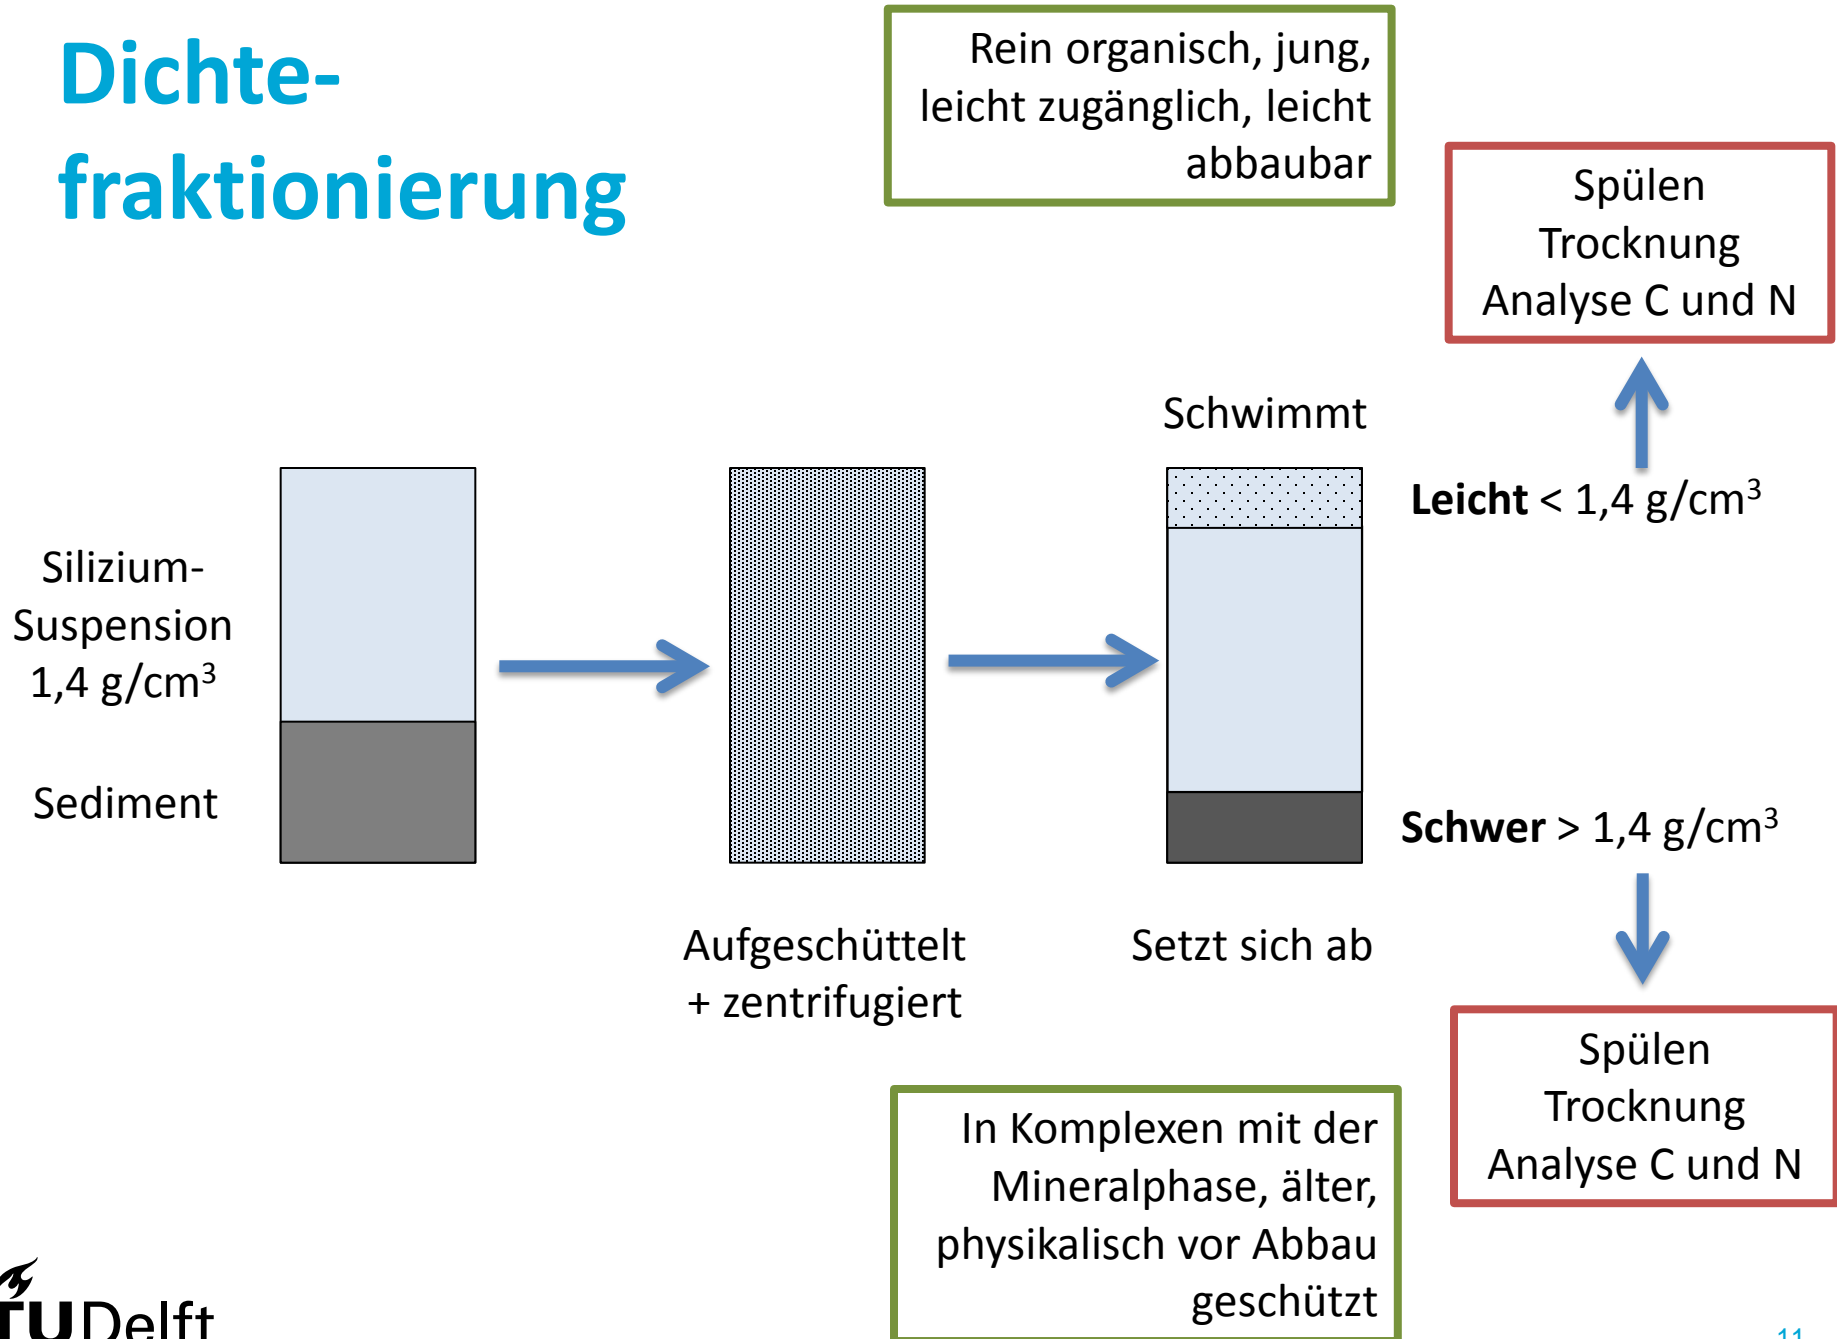 Dichte-
fraktionierung
Rein organisch, jung,
leicht zugänglich, leicht
abbaubar
Spülen
Trocknung
Analyse C und N
Schwimmt
Leicht < 1,4 g/cm³
Silizium-
Suspension
1,4 g/cm³
Sediment
Schwer > 1,4 g/cm³
Aufgeschüttelt
+ zentrifugiert
Setzt sich ab
Spülen
Trocknung
Analyse C und N
In Komplexen mit der
Mineralphase, älter,
physikalisch vor Abbau
geschützt
TUDelft
11